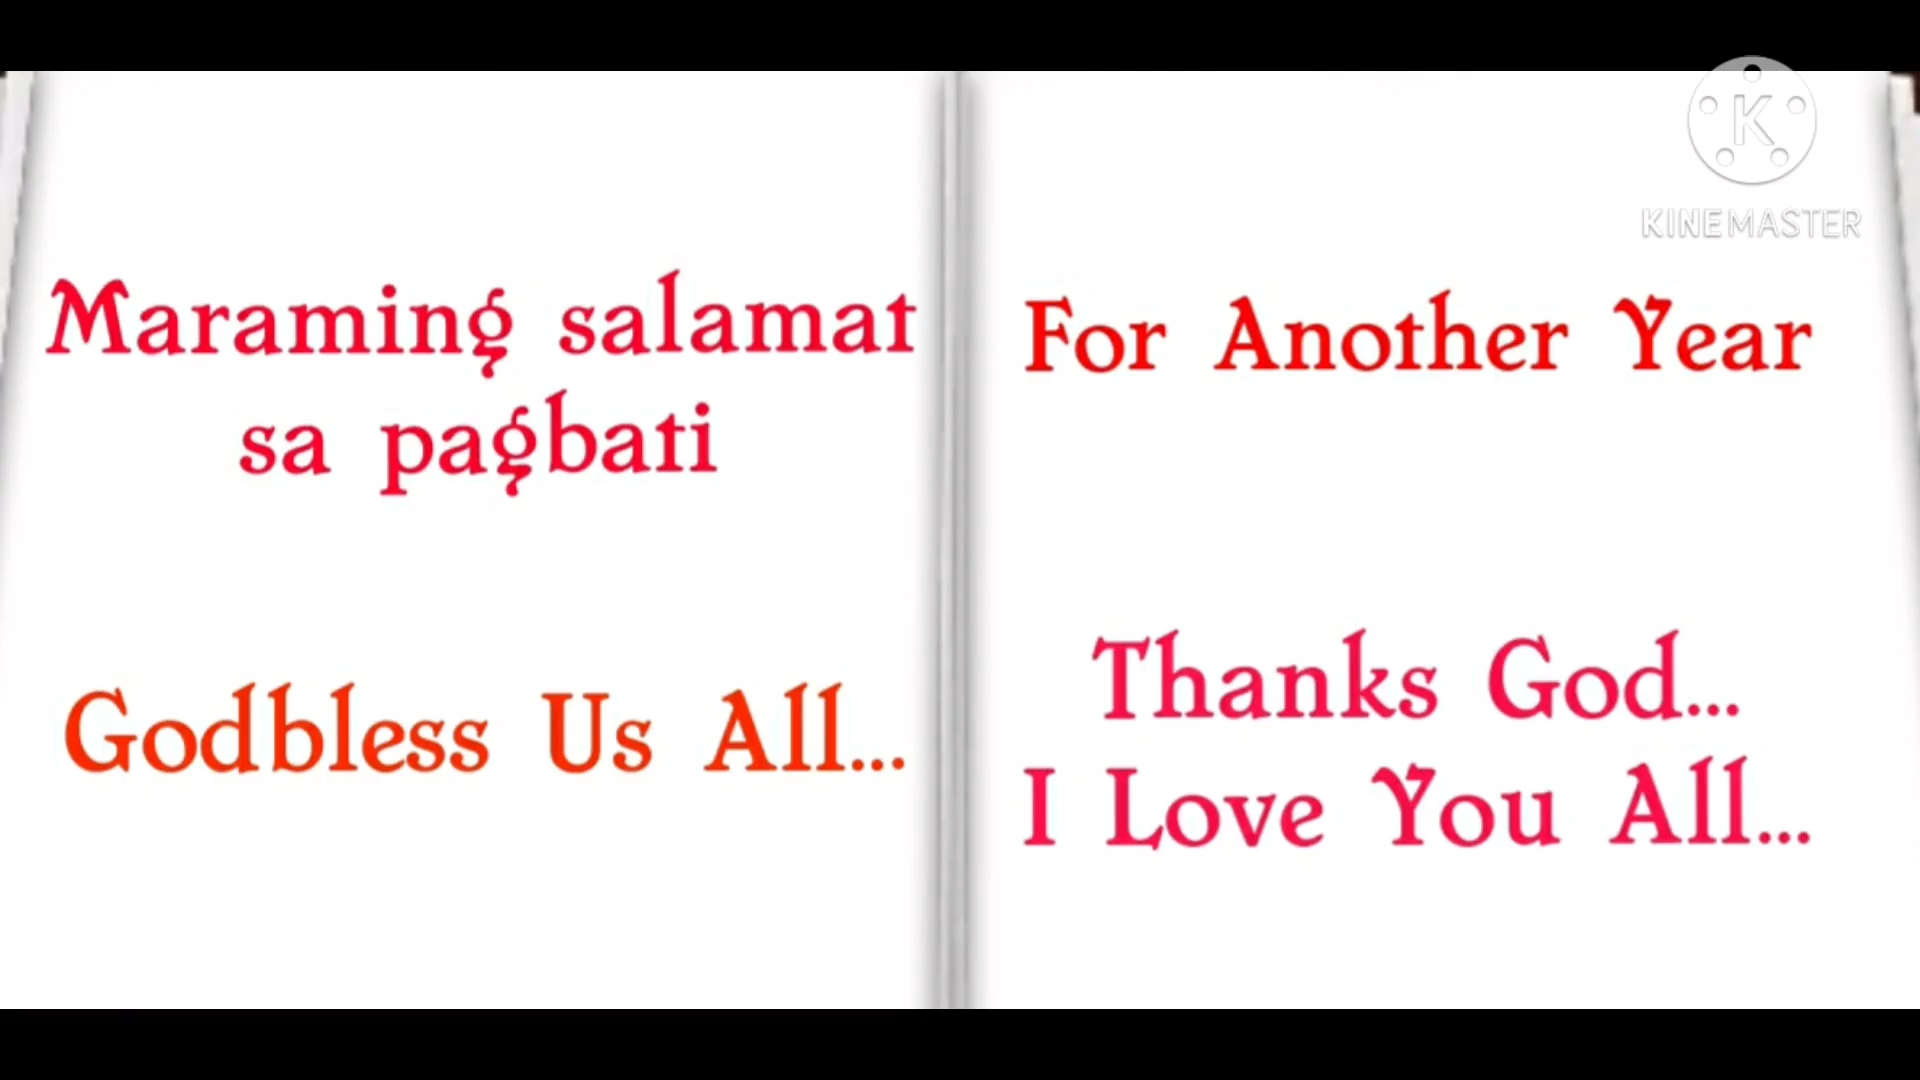 Maraming salamat
sa pagbati
Godbless Us All...
For Another Year
Thanks God...
I Love You All...
K
KINEMASTER